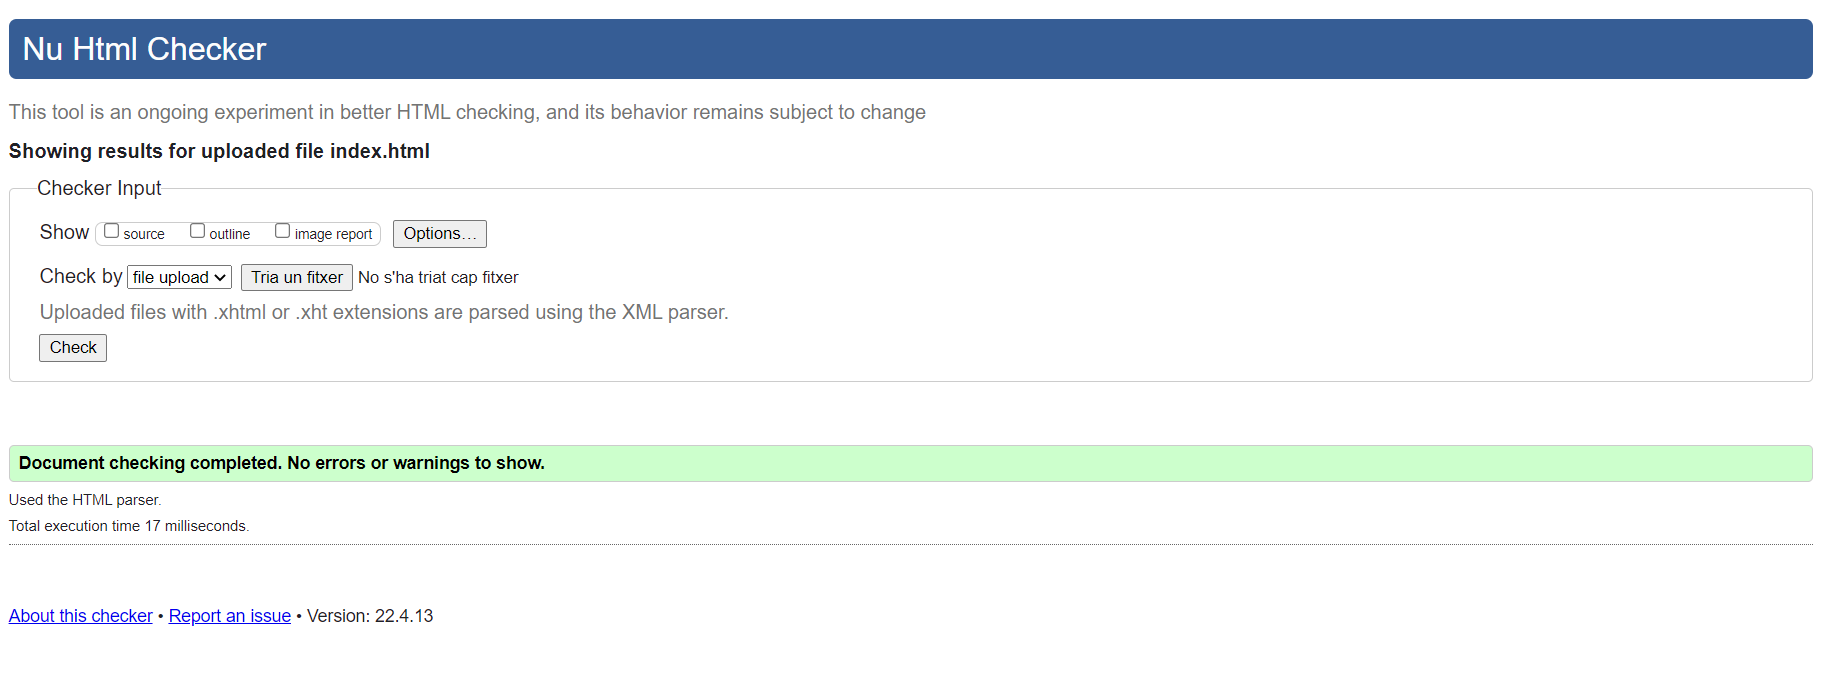 Nu Html Checker
This tool is an ongoing experiment in better HTML checking, and its behavior remains subject to change
Showing results for uploaded file index.html
Checker Input
Show source outline image report Options...
Check by file upload Tria un fitxer No s'ha triat cap fitxer
Uploaded files with .xhtml or .xht extensions are parsed using the XML parser.
Check
Document checking completed. No errors or warnings to show.
Used the HTML parser.
Total execution time 17 milliseconds.
About this checker • Report an issue • Version: 22.4.13